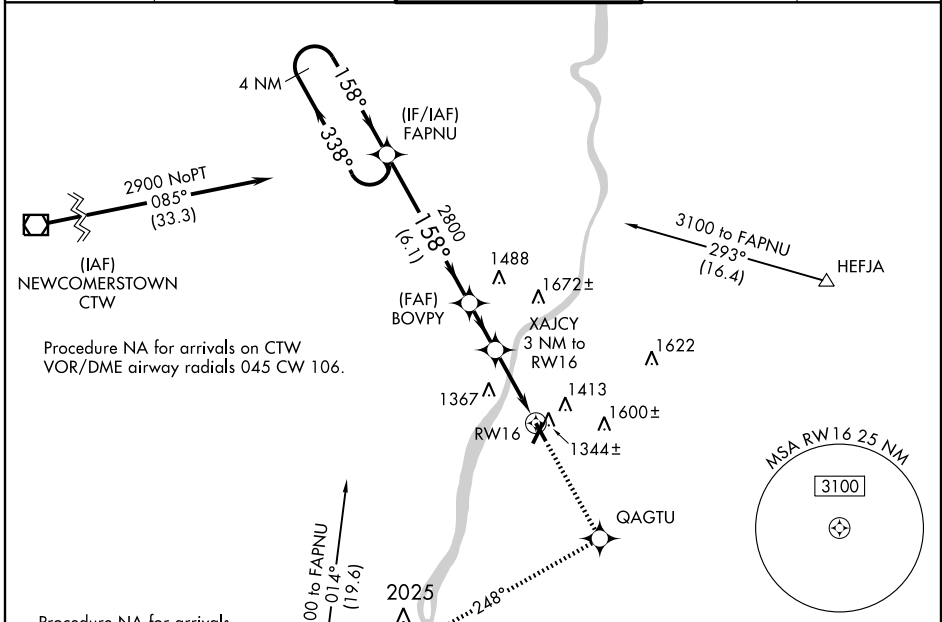 4 NM
158°
338°
(IF/IAF)
FAPNU
2900 NoPT
085°
(33.3)
(IAF)
NEWCOMERSTOWN
CTW
2800
158°
(6.1)
3100 to FAPNU
293°
(16.4)
HEFJA
1488
1672±
(FAF)
BOVPY
XAJCY
3 NM to
RW16
Procedure NA for arrivals on CTW
VOR/DME airway radials 045 CW 106.
1622
1367
1413
1600±
RW16
1344±
MSA RW16 25 NM
3100
QAGTU
00 to FAPNU
014°
(19.6)
2025
248°
Procedure NA for arrivals